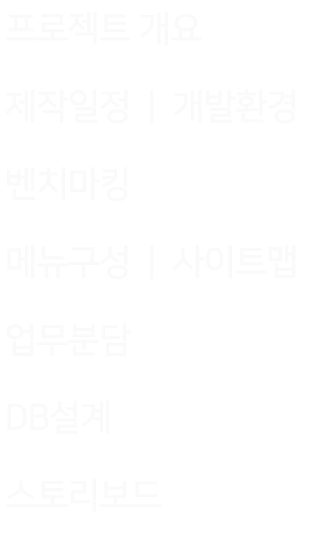 프로젝트 개요
제작일정 | 개발환경
벤치마킹
메뉴구성 | 사이트맵
업무분담
DB설계
스토리보드